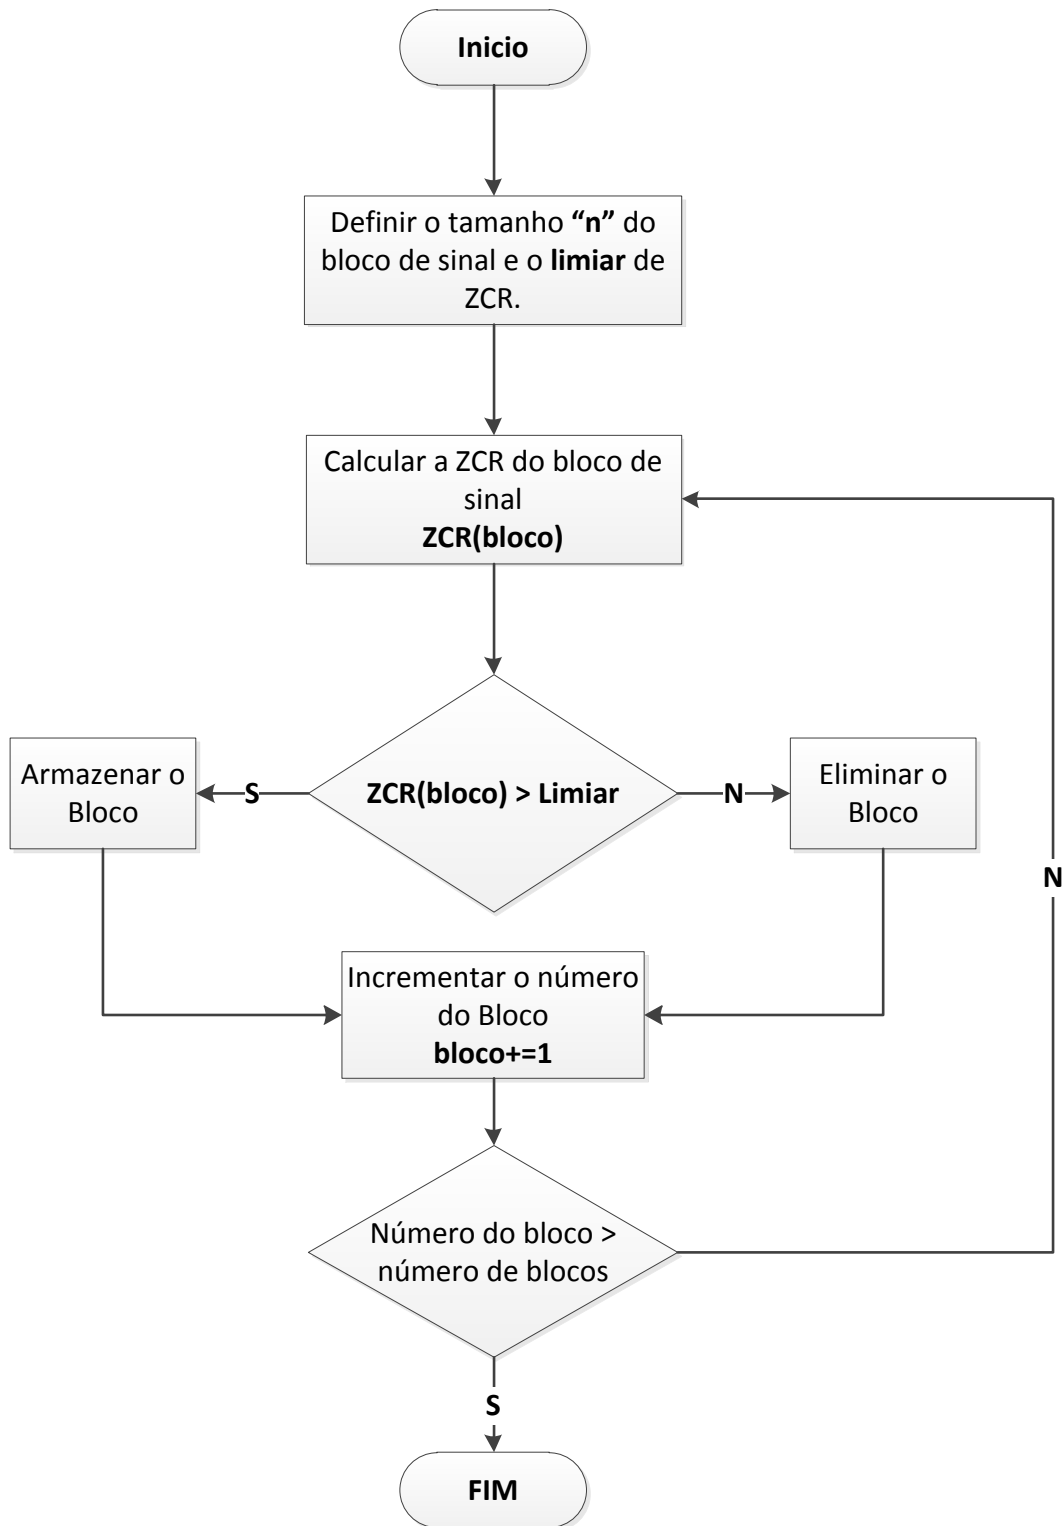 Inicio
Definir o tamanho “n” do
bloco de sinal e o limiar de
ZCR.
Calcular a ZCR do bloco de
sinal
ZCR(bloco)
Armazenar o
Bloco
S
ZCR(bloco) > Limiar
N
Eliminar o
Bloco
N
Incrementar o número
do Bloco
bloco+=1
Número do bloco >
número de blocos
S
FIM